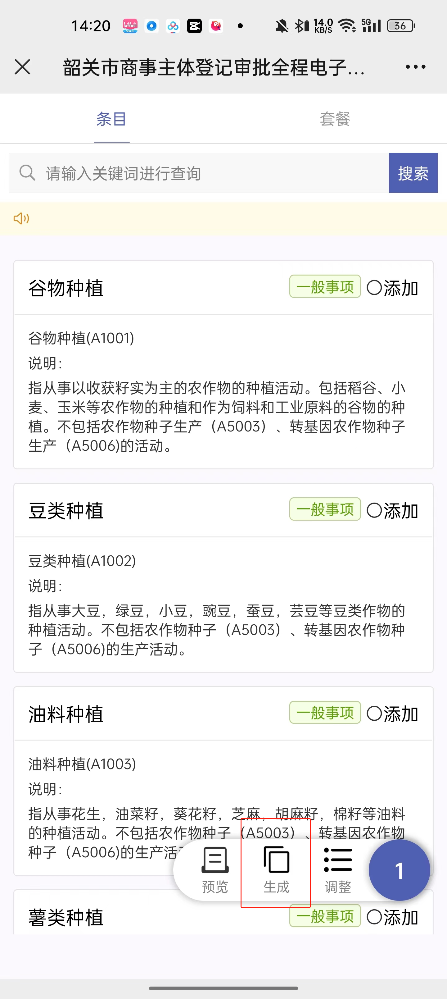 14:20
bilibili
14.0
KB/S
5G
36
韶关市商事主体登记审批全程电子...
条目
套餐
请输入关键词进行查询
搜索
谷物种植
一般事项
添加
谷物种植(A1001)
说明：
指从事以收获籽实为主的农作物的种植活动。包括稻谷、小
麦、玉米等农作物的种植和作为饲料和工业原料的谷物的种
植。不包括农作物种子生产（A5003）、转基因农作物种子
生产（A5006)的活动。
豆类种植
一般事项
添加
豆类种植(A1002)
说明：
指从事大豆，绿豆，小豆，豌豆，蚕豆，芸豆等豆类作物的
种植活动。不包括农作物种子（A5003）、转基因农作物种
子（A5006)的生产活动。
油料种植
一般事项
添加
油料种植(A1003)
说明：
指从事花生，油菜籽，葵花籽，芝麻，胡麻籽，棉籽等油料
的种植活动。不包括农作物种子（A5003）、转基因农作物
种子（A5006)的生产活
预览
生成
调整
1
薯类种植
一般事项
添加